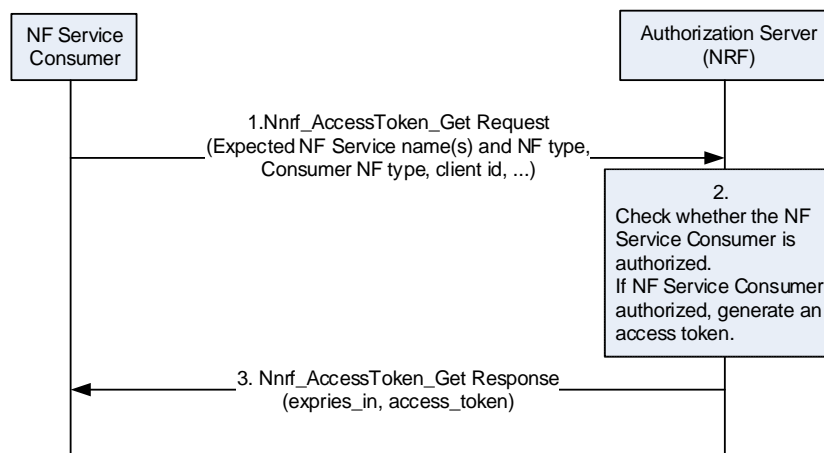 NF Service
Consumer
Authorization Server
(NRF)
1.Nnrf_AccessToken_Get Request
(Expected NF Service name(s) and NF type,
Consumer NF type, client id, ...)
2.
Check whether the NF
Service Consumer is
authorized.
If NF Service Consumer
authorized, generate an
access token.
3. Nnrf_AccessToken_Get Response
(expries_in, access_token)